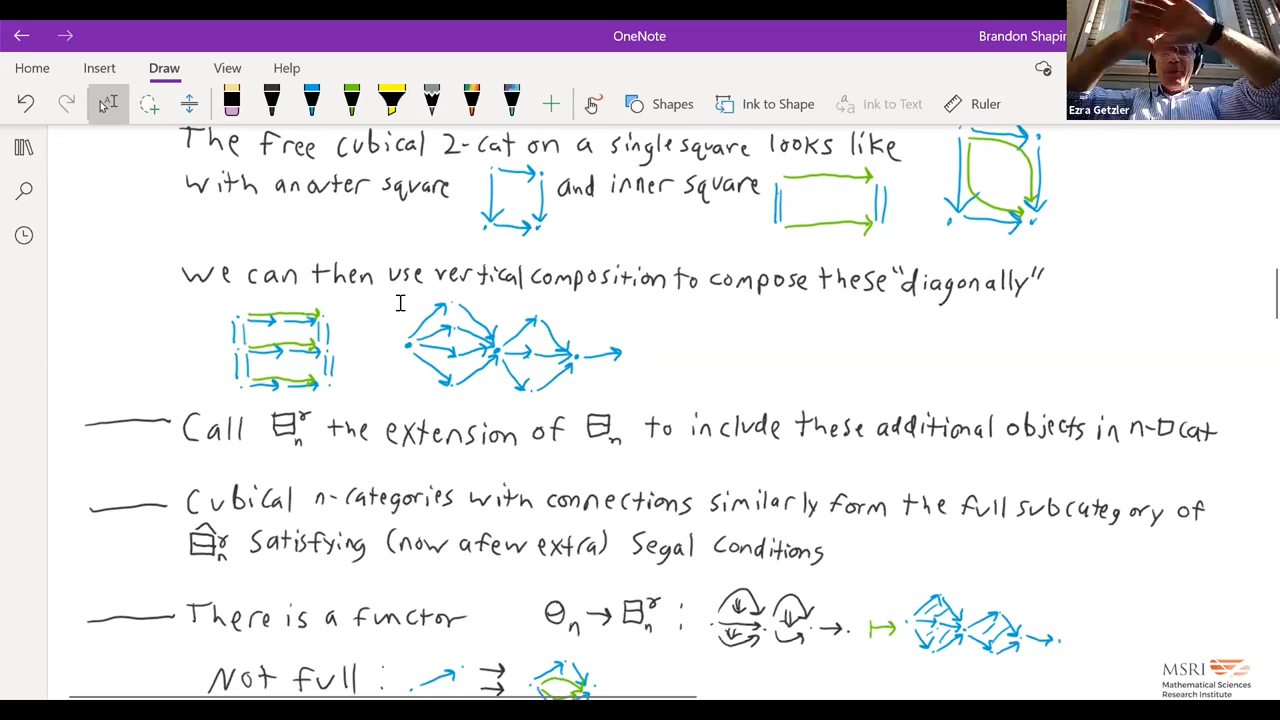 OneNote
Brandon Shapir
Home Insert Draw View Help
Shapes Ink to Shape Ink to Text Ruler
Ezra Getzler
The free cubical 2-cat on a single square looks like
with an outer square and inner square
We can then use vertical composition to compose these "diagonally"
Call ⊟ʳₙ the extension of ⊟ₙ to include these additional objects in n-□cat
Cubical n-categories with connections similarly form the full subcategory of
⊟̂ʳₙ satisfying (now a few extra) Segal conditions
There is a functor Θₙ → ⊟ʳₙ : ↦
Not full :
MSRI
Mathematical Sciences
Research Institute